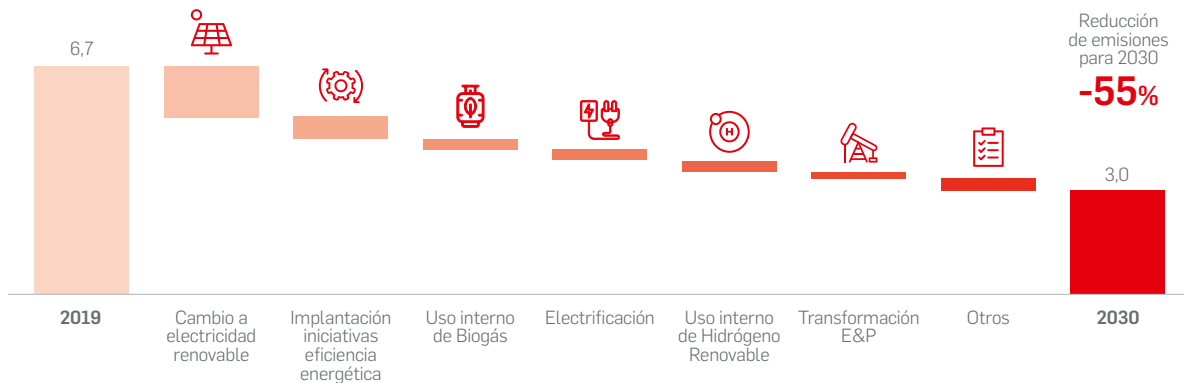 6,7
Reducción
de emisiones
para 2030
-55%
H
3,0
2019
Cambio a
electricidad
renovable
Implantación
iniciativas
eficiencia
energética
Uso interno
de Biogás
Electrificación
Uso interno
de Hidrógeno
Renovable
Transformación
E&P
Otros
2030